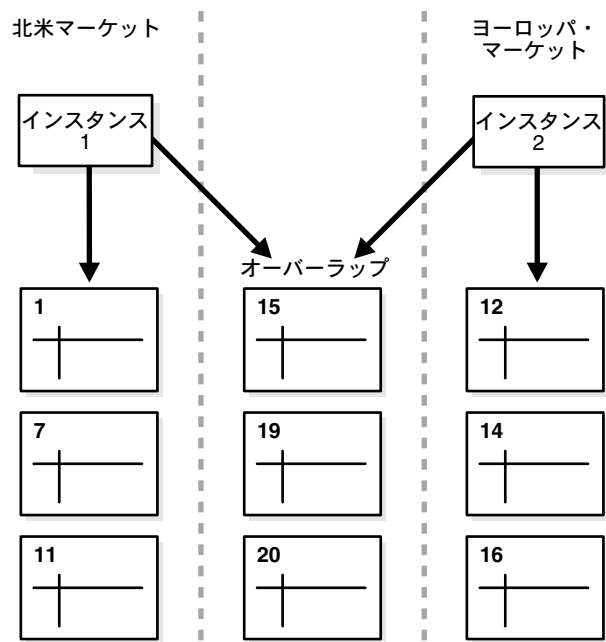 北米マーケット
ヨーロッパ・
マーケット
インスタンス
1
インスタンス
2
オーバーラップ
1
15
12
7
19
14
11
20
16